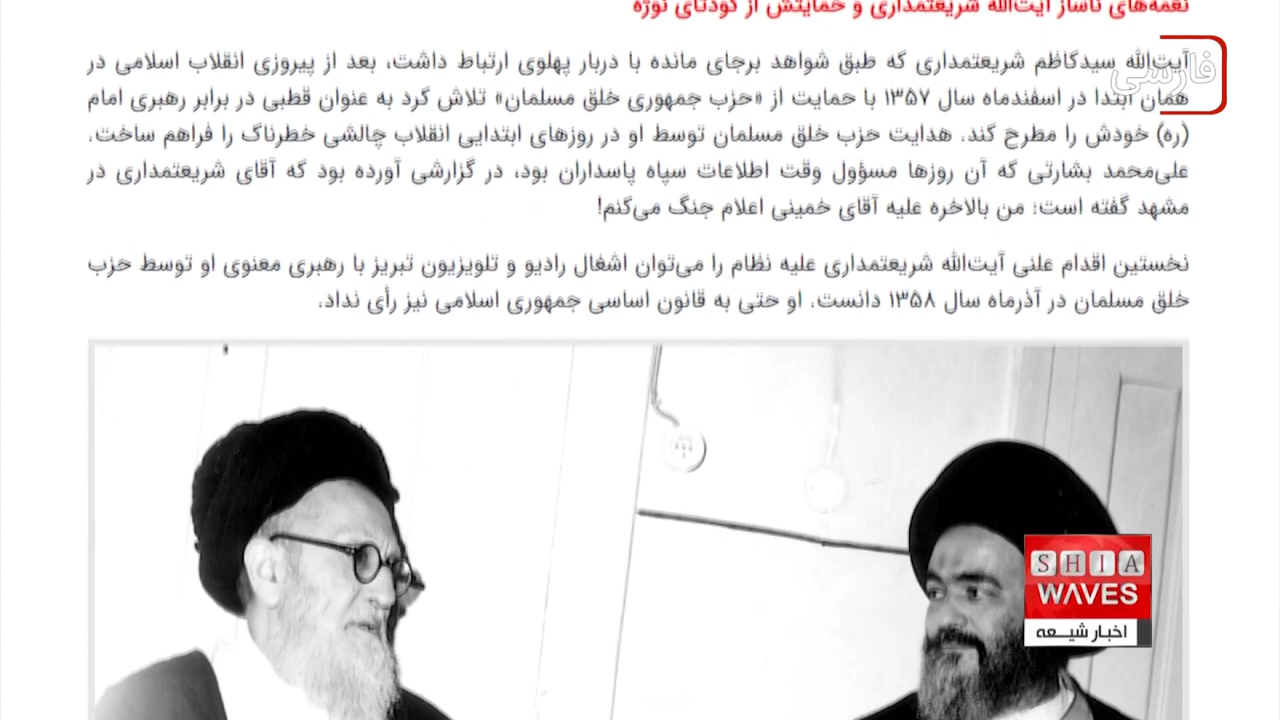 نغمه‌های ناساز آیت‌الله شریعتمداری و حمایتش از کودتای نوژه
فارسی
آیت‌الله سیدکاظم شریعتمداری که طبق شواهد برجای مانده با دربار پهلوی ارتباط داشت، بعد از پیروزی انقلاب اسلامی در
همان ابتدا در اسفندماه سال ۱۳۵۷ با حمایت از «حزب جمهوری خلق مسلمان» تلاش گرد به عنوان قطبی در برابر رهبری امام
(ره) خودش را مطرح کند. هدایت حزب خلق مسلمان توسط او در روزهای ابتدایی انقلاب چالشی خطرناگ را فراهم ساخت.
علی‌محمد بشارتی که آن روزها مسؤول وقت اطلاعات سپاه پاسداران بود، در گزارشی آورده بود که آقای شریعتمداری در
مشهد گفته است؛ من بالاخره علیه آقای خمینی اعلام جنگ می‌کنم!
نخستین اقدام علنی آیت‌الله شریعتمداری علیه نظام را می‌توان اشغال رادیو و تلویزیون تبریز با رهبری معنوی او توسط حزب
خلق مسلمان در آذرماه سال ۱۳۵۸ دانست. او حتی به قانون اساسی جمهوری اسلامی نیز رأی نداد.
SHIA
WAVES
اخبار شیعه